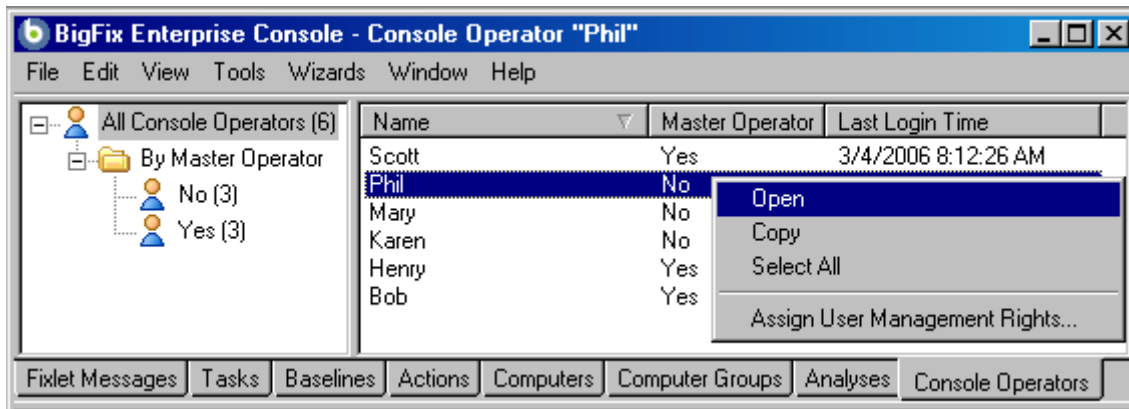 BigFix Enterprise Console - Console Operator "Phil"
File Edit View Tools Wizards Window Help
All Console Operators (6)
By Master Operator
No (3)
Yes (3)
Name Master Operator Last Login Time
Scott Yes 3/4/2006 8:12:26 AM
Phil No
Mary No
Karen No
Henry Yes
Bob Yes
Open
Copy
Select All
Assign User Management Rights...
Fixlet Messages Tasks Baselines Actions Computers Computer Groups Analyses Console Operators